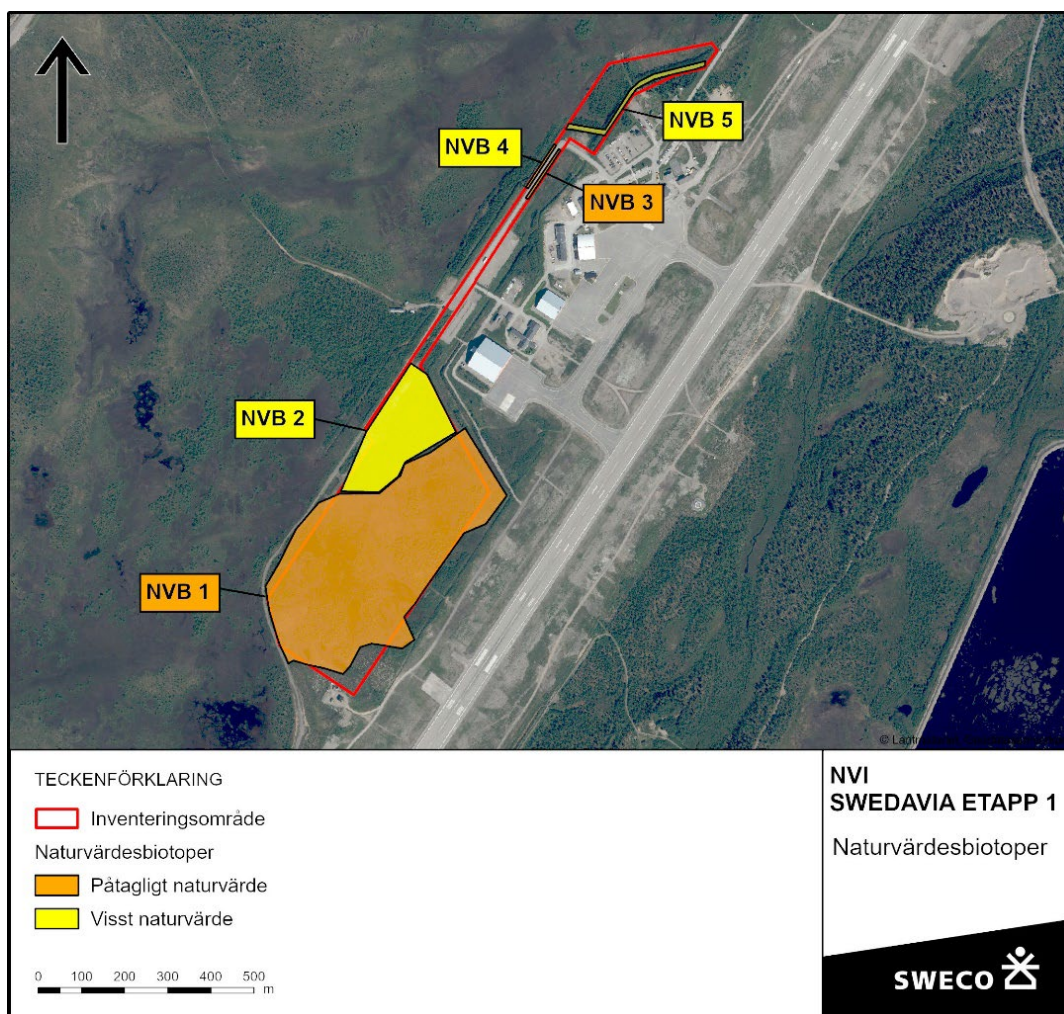 NVB 5
NVB 4
NVB 3
NVB 2
NVB 1
TECKENFÖRKLARING
Inventeringsområde
Naturvärdesbiotoper
Påtagligt naturvärde
Visst naturvärde
0 100 200 300 400 500
m
NVI
SWEDAVIA ETAPP 1
Naturvärdesbiotoper
SWECO